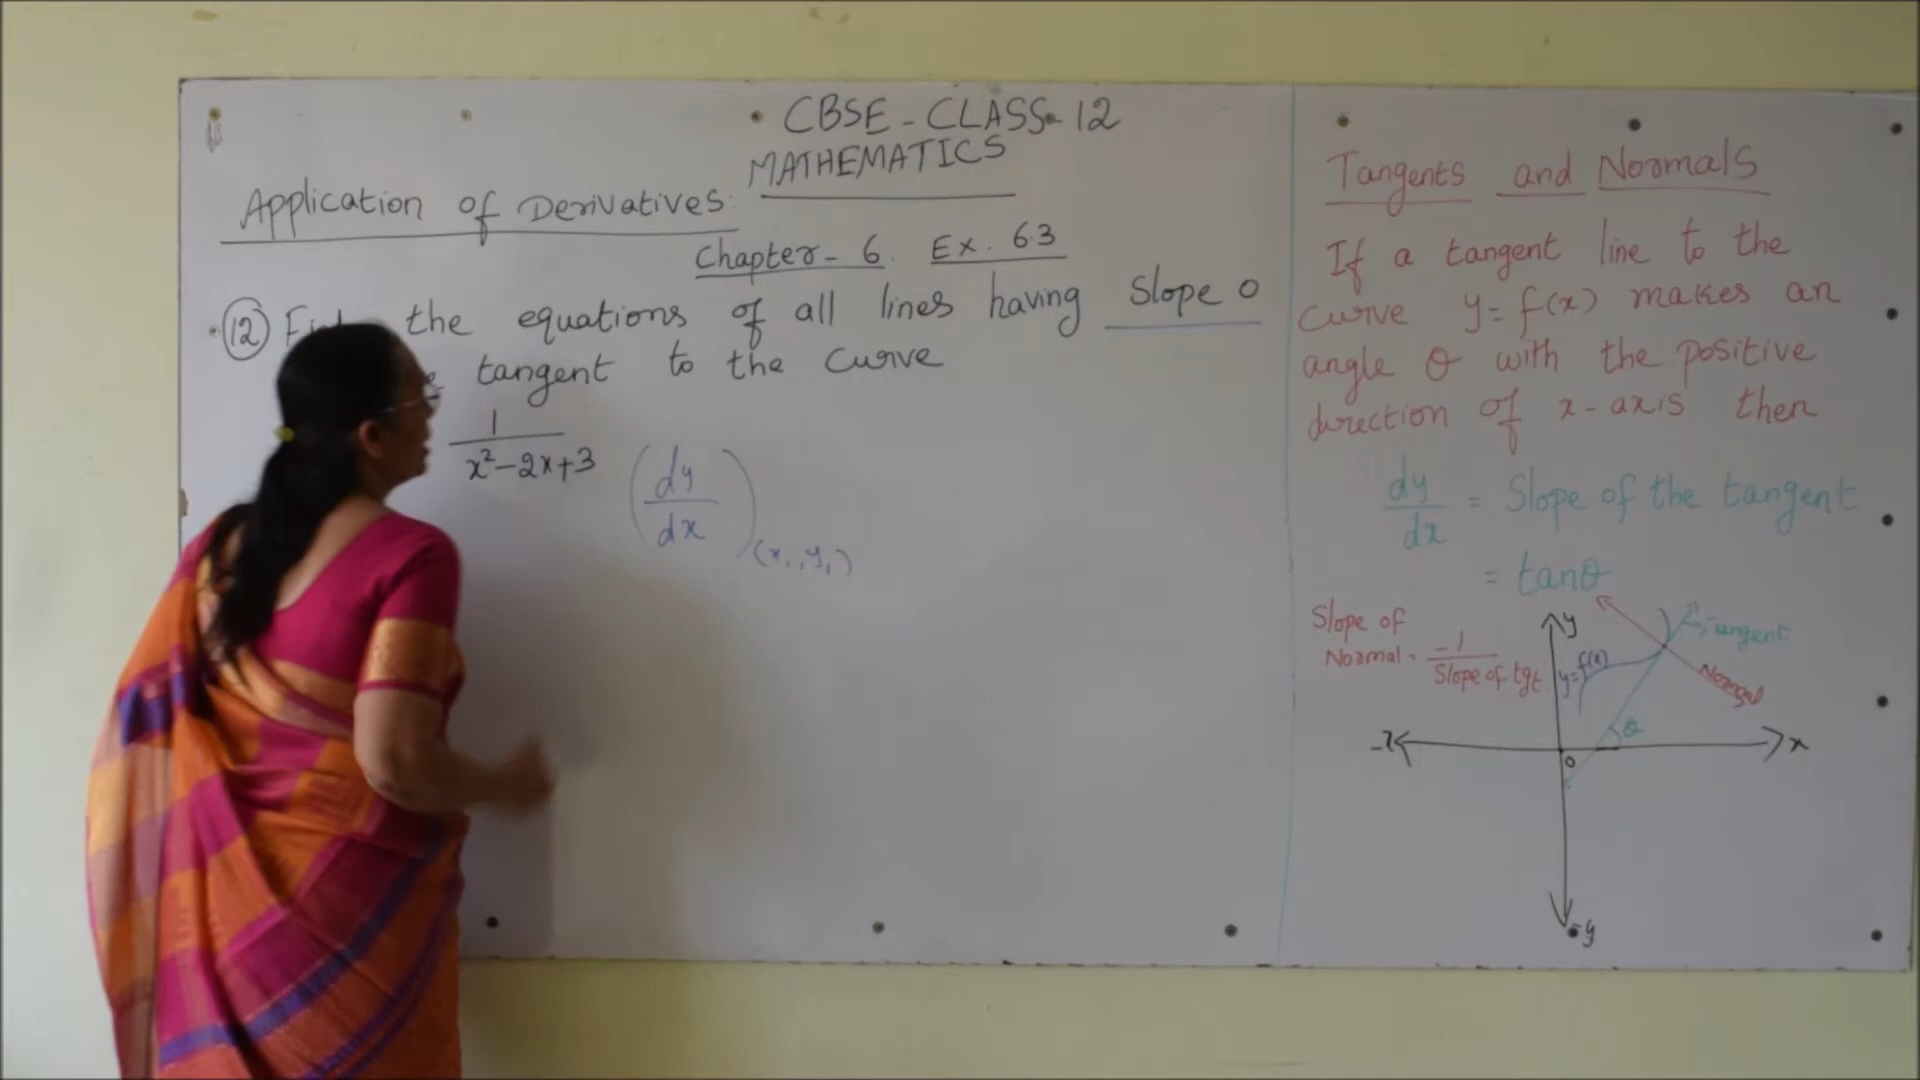 CBSE - CLASS - 12
MATHEMATICS
Application of Derivatives:
Chapter - 6. Ex. 6.3
(12) the equations of all lines having Slope 0
tangent to the curve
1
x² - 2x + 3
(dy/dx)(x₁, y₁)
Tangents and Normals
If a tangent line to the
curve y = f(x) makes an
angle θ with the positive
direction of x-axis then
dy/dx = Slope of the tangent
= tanθ
Slope of
Normal = -1/Slope of tgt
y
tangent
y=f(x)
Normal
θ
x
0
-y